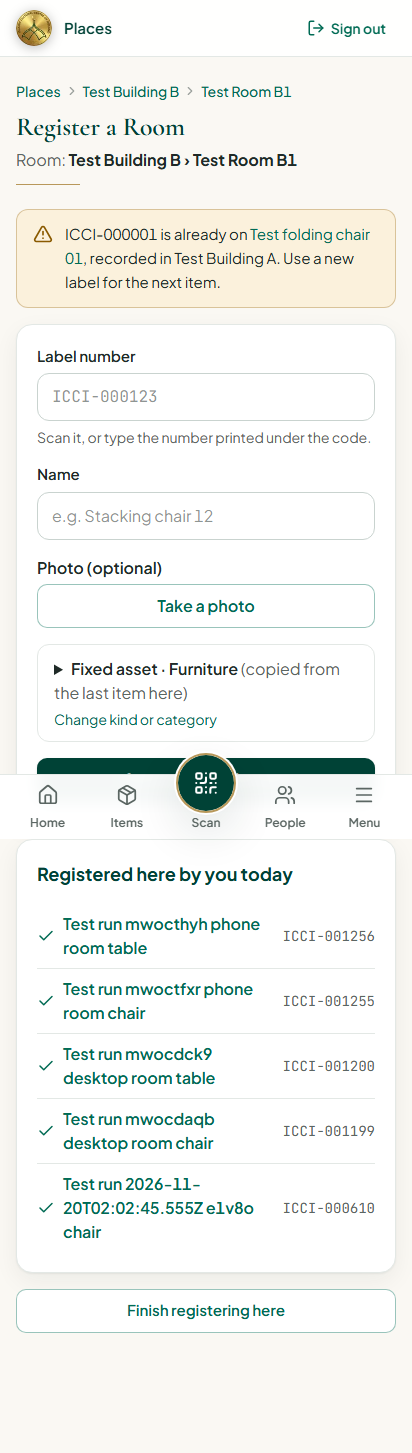 Places
Sign out
Places > Test Building B > Test Room B1
Register a Room
Room: Test Building B › Test Room B1
ICCI-000001 is already on Test folding chair
01, recorded in Test Building A. Use a new
label for the next item.
Label number
ICCI-000123
Scan it, or type the number printed under the code.
Name
e.g. Stacking chair 12
Photo (optional)
Take a photo
Fixed asset · Furniture (copied from
the last item here)
Change kind or category
Home
Items
Scan
People
Menu
Registered here by you today
Test run mwocthyh phone
room table
ICCI-001256
Test run mwoctfxr phone
room chair
ICCI-001255
Test run mwocdck9
desktop room table
ICCI-001200
Test run mwocdaqb
desktop room chair
ICCI-001199
Test run 2026-11-
20T02:02:45.555Z e1v8o
chair
ICCI-000610
Finish registering here